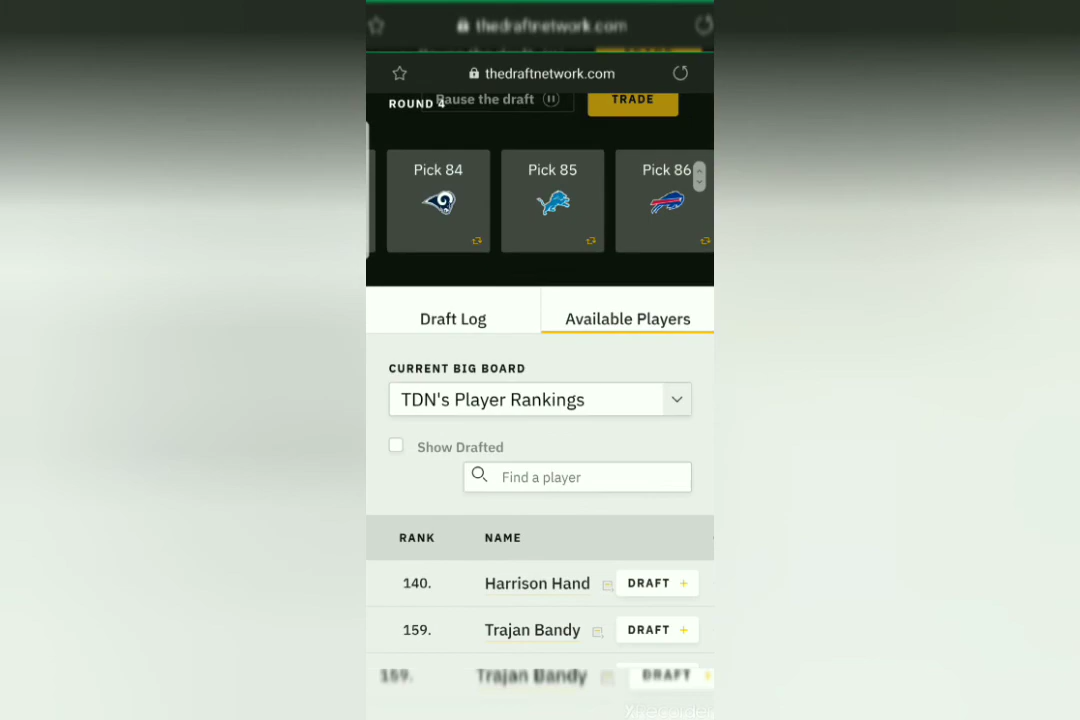 thedraftnetwork.com
thedraftnetwork.com
ROUND 4
Pause the draft
TRADE
Pick 84
Pick 85
Pick 86
Draft Log
Available Players
CURRENT BIG BOARD
TDN's Player Rankings
Show Drafted
Find a player
RANK NAME
140. Harrison Hand DRAFT +
159. Trajan Bandy DRAFT +
159. Trajan Bandy DRAFT +